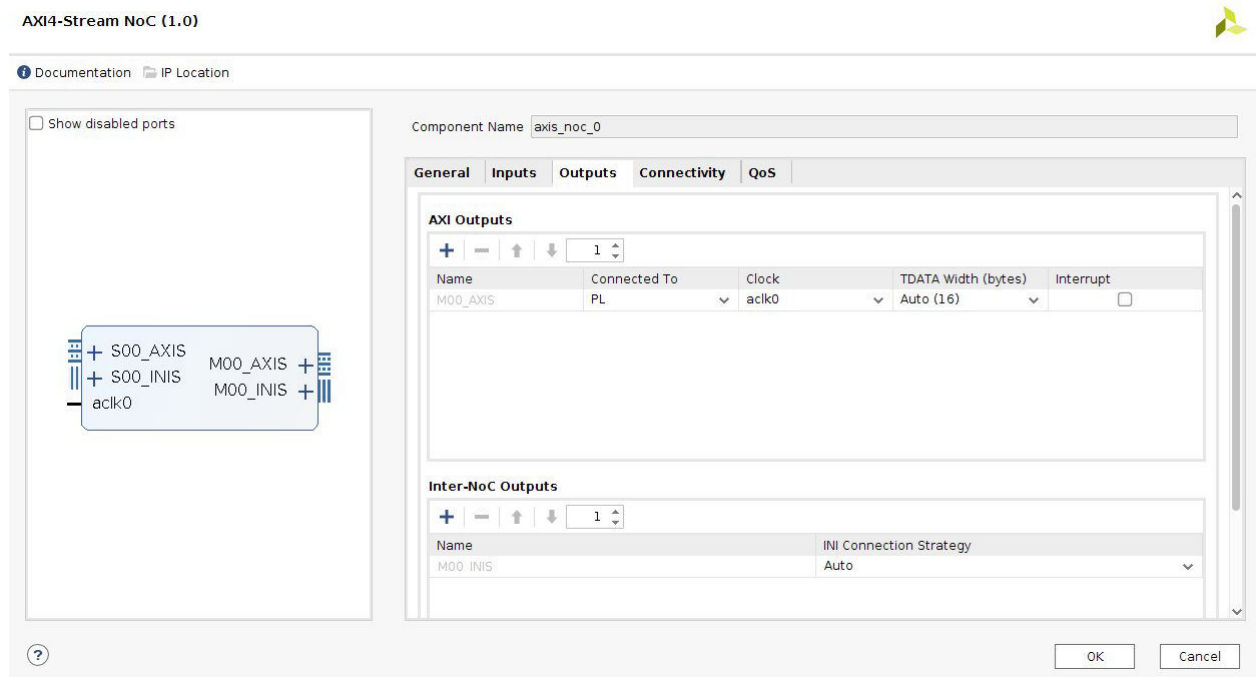 AXI4-Stream NoC (1.0)
Documentation IP Location
Show disabled ports
S00_AXIS
S00_INIS
aclk0
M00_AXIS
M00_INIS
Component Name axis_noc_0
General Inputs Outputs Connectivity QoS
AXI Outputs
1
Name Connected To Clock TDATA Width (bytes) Interrupt
M00_AXIS PL aclk0 Auto (16)
Inter-NoC Outputs
1
Name INI Connection Strategy
M00_INIS Auto
? OK Cancel